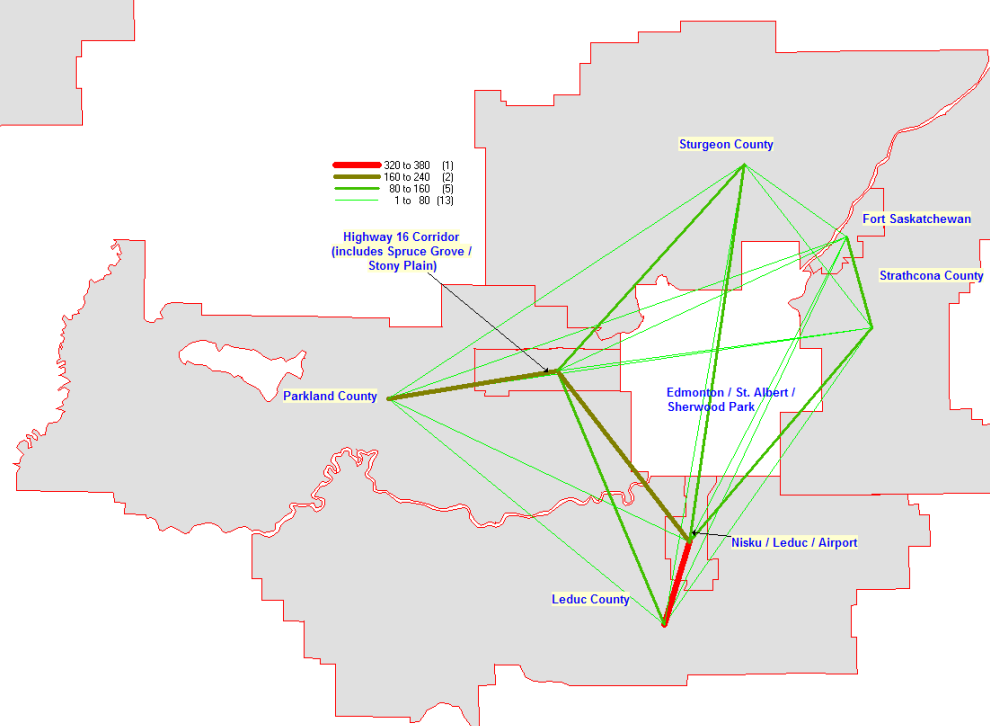 Sturgeon County
320 to 380 (1)
160 to 240 (2)
80 to 160 (5)
1 to 80 (13)
Fort Saskatchewan
Highway 16 Corridor
(includes Spruce Grove /
Stony Plain)
Strathcona County
Parkland County
Edmonton / St. Albert /
Sherwood Park
Nisku / Leduc / Airport
Leduc County